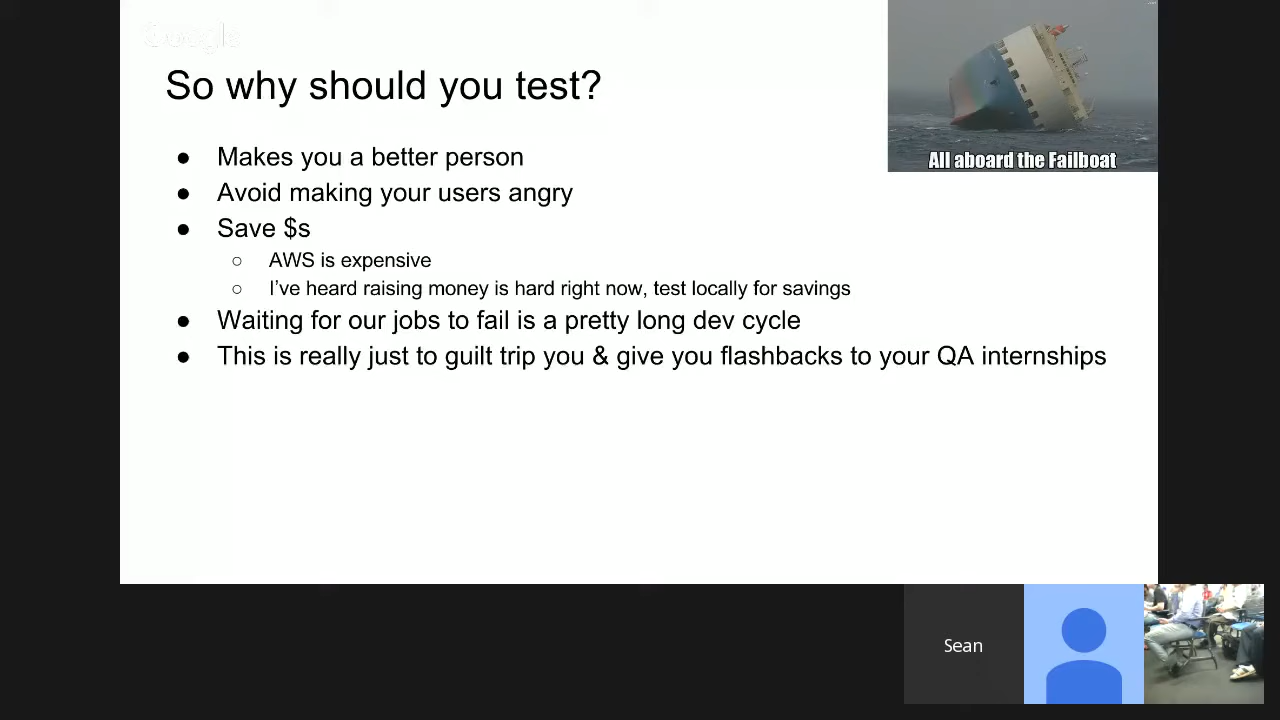 Google
So why should you test?
All aboard the Failboat
● Makes you a better person
● Avoid making your users angry
● Save $s
○ AWS is expensive
○ I've heard raising money is hard right now, test locally for savings
● Waiting for our jobs to fail is a pretty long dev cycle
● This is really just to guilt trip you & give you flashbacks to your QA internships
Sean